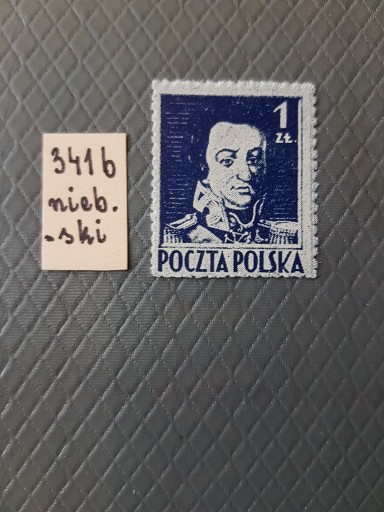 341b
nieb.
-ski
1
ZŁ.
POCZTA POLSKA